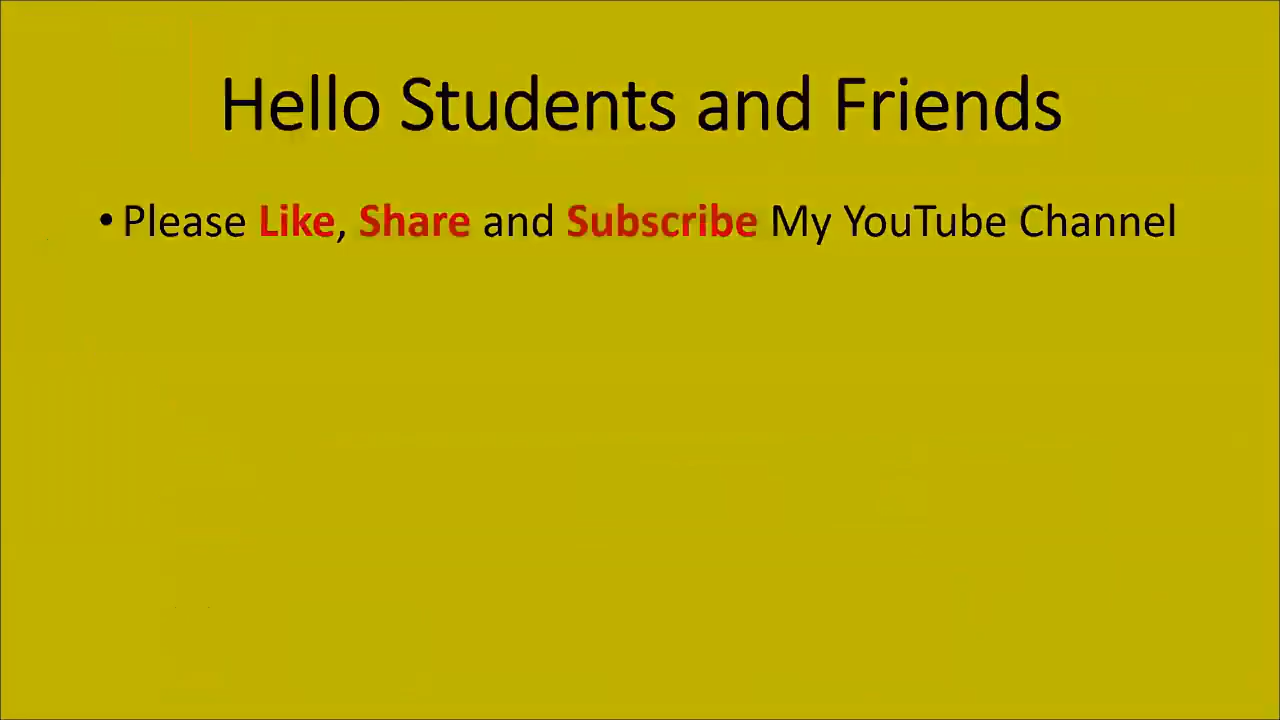 Hello Students and Friends
• Please Like, Share and Subscribe My YouTube Channel